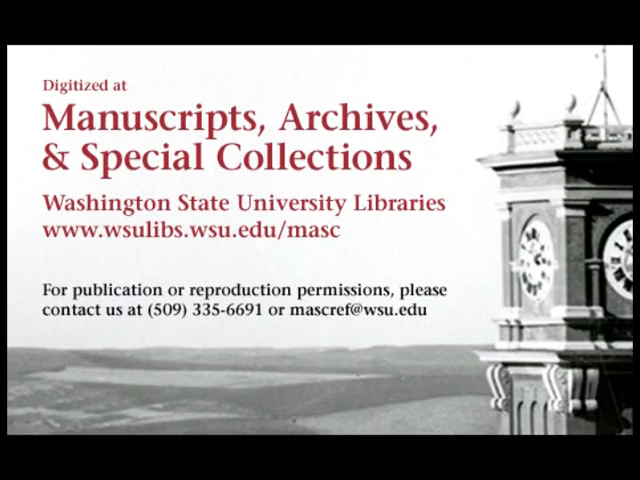 Digitized at
Manuscripts, Archives,
& Special Collections
Washington State University Libraries
www.wsulibs.wsu.edu/masc
For publication or reproduction permissions, please
contact us at (509) 335-6691 or mascref@wsu.edu